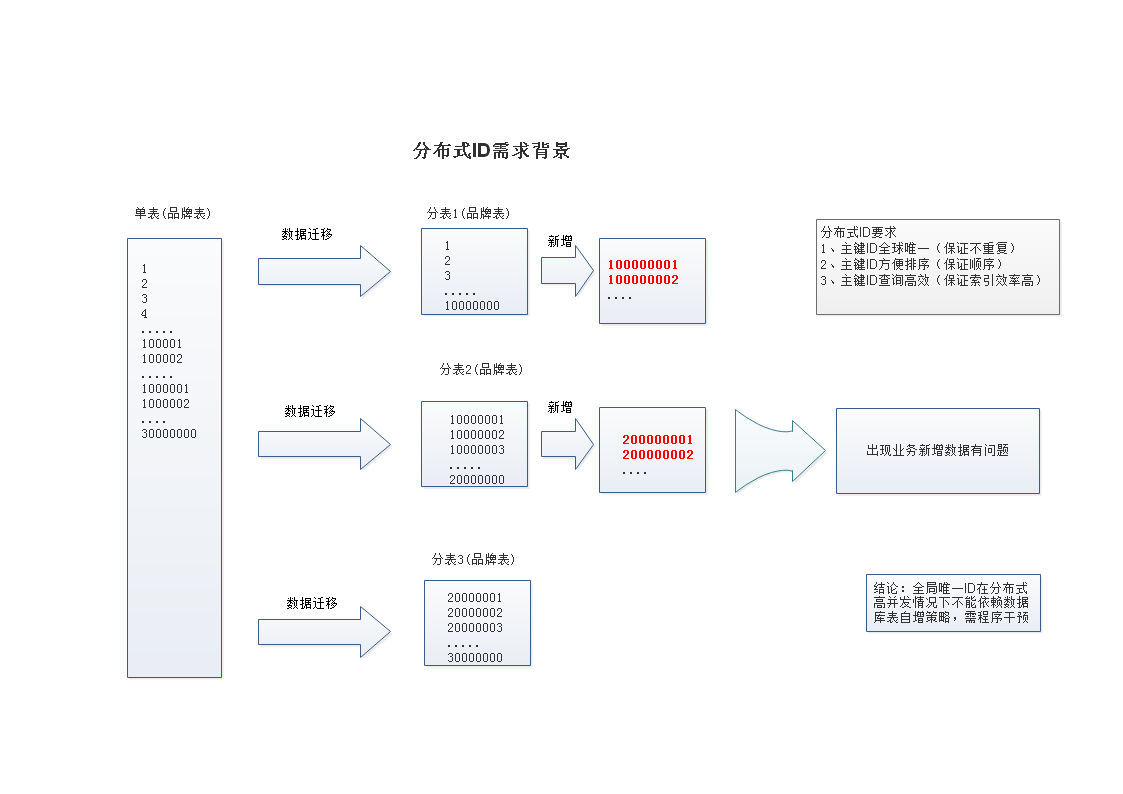 分布式ID需求背景
单表(品牌表)
1
2
3
4
.....
100001
100002
.....
1000001
1000002
....
30000000
数据迁移
分表1(品牌表)
1
2
3
.....
10000000
新增
100000001
100000002
....
分布式ID要求
1、主键ID全球唯一（保证不重复）
2、主键ID方便排序（保证顺序）
3、主键ID查询高效（保证索引效率高）
数据迁移
分表2(品牌表)
10000001
10000002
10000003
.....
20000000
新增
200000001
200000002
....
出现业务新增数据有问题
数据迁移
分表3(品牌表)
20000001
20000002
20000003
.....
30000000
结论：全局唯一ID在分布式
高并发情况下不能依赖数据
库表自增策略，需程序干预